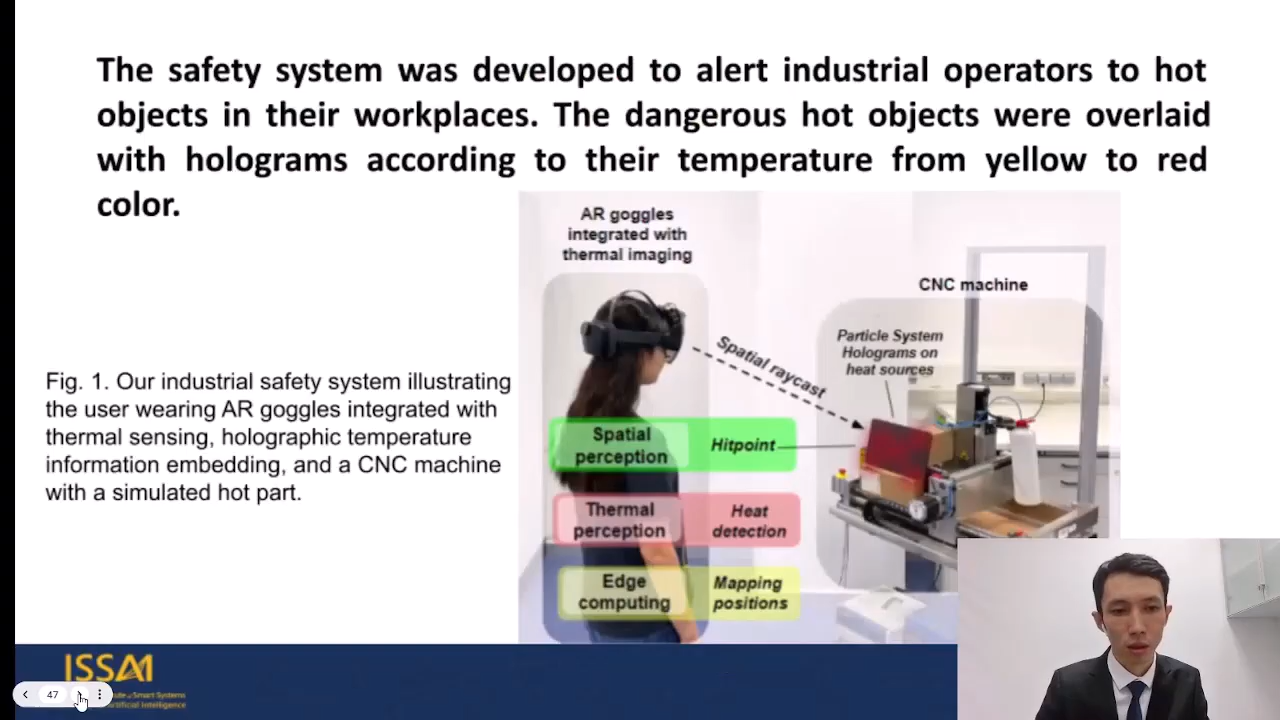 The safety system was developed to alert industrial operators to hot
objects in their workplaces. The dangerous hot objects were overlaid
with holograms according to their temperature from yellow to red
color.
AR goggles
integrated with
thermal imaging
CNC machine
Particle System
Holograms on
heat sources
Spatial raycast
Fig. 1. Our industrial safety system illustrating
the user wearing AR goggles integrated with
thermal sensing, holographic temperature
information embedding, and a CNC machine
with a simulated hot part.
Spatial
perception
Hitpoint
Thermal
perception
Heat
detection
Edge
computing
Mapping
positions
ISSAI
47
Smart Systems
Intelligence